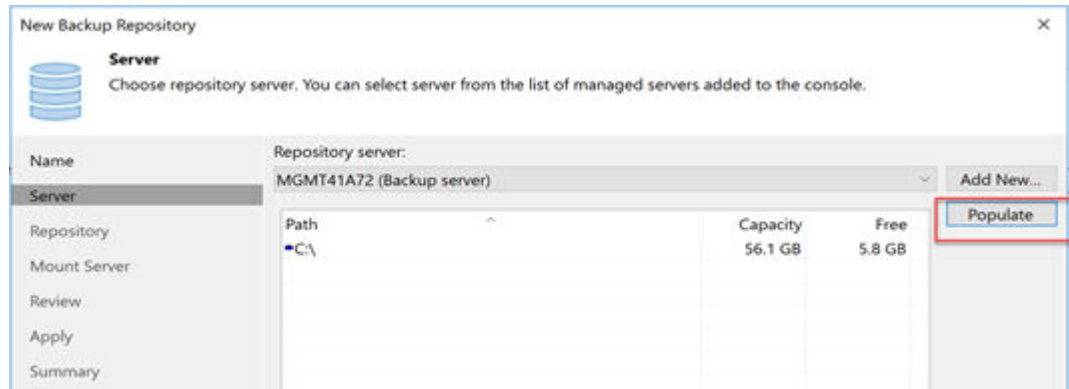 New Backup Repository
Server
Choose repository server. You can select server from the list of managed servers added to the console.
Name
Server
Repository
Mount Server
Review
Apply
Summary
Repository server:
MGMT41A72 (Backup server)
Add New...
Populate
Path Capacity Free
C:\ 56.1 GB 5.8 GB